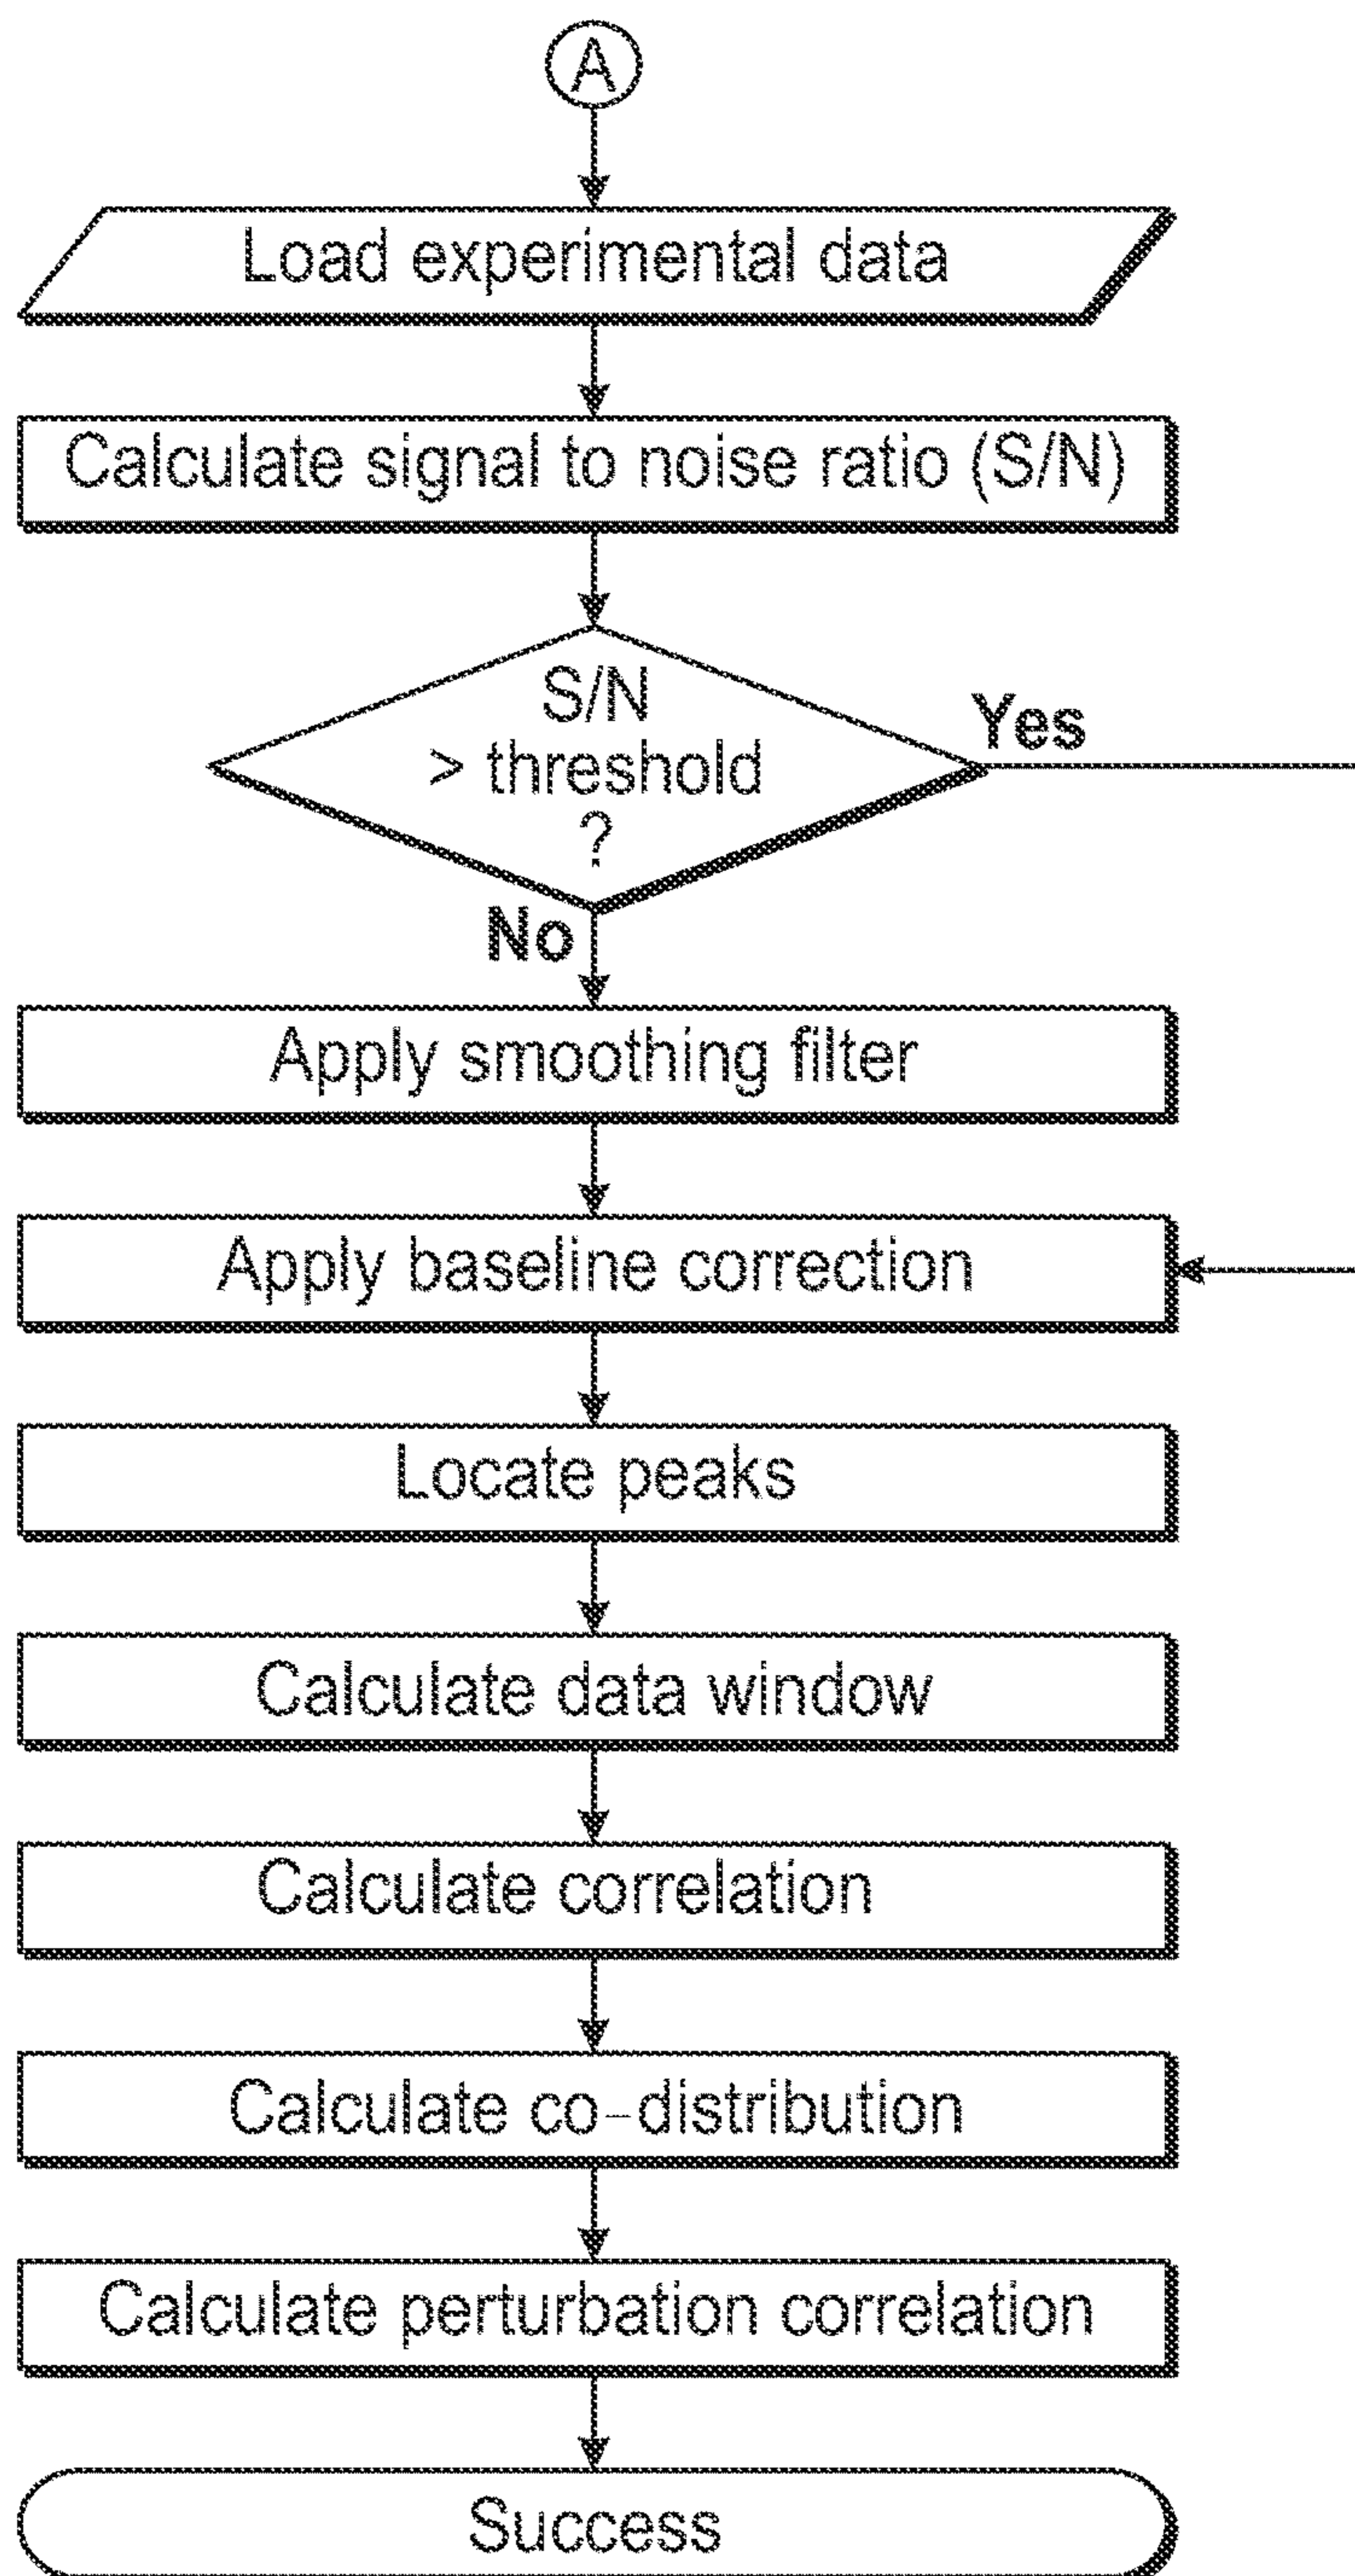 A
Load experimental data
Calculate signal to noise ratio (S/N)
S/N
> threshold
?
Yes
No
Apply smoothing filter
Apply baseline correction
Locate peaks
Calculate data window
Calculate correlation
Calculate co-distribution
Calculate perturbation correlation
Success